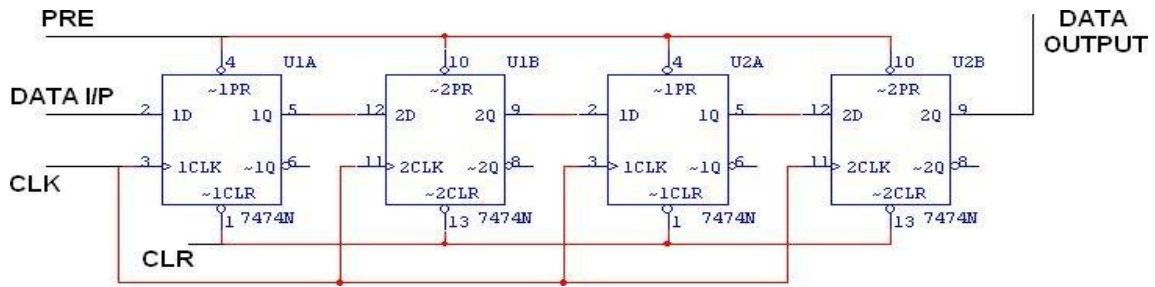 PRE
DATA
OUTPUT
4 U1A 10 U1B 4 U2A 10 U2B
~1PR ~2PR ~1PR ~2PR
DATA I/P
2 1D 1Q 5 12 2D 2Q 9 2 1D 1Q 5 12 2D 2Q 9
3 1CLK ~1Q 6 11 2CLK ~2Q 8 3 1CLK ~1Q 6 11 2CLK ~2Q 8
CLK
~1CLR ~2CLR ~1CLR ~2CLR
1 7474N 13 7474N 1 7474N 13 7474N
CLR